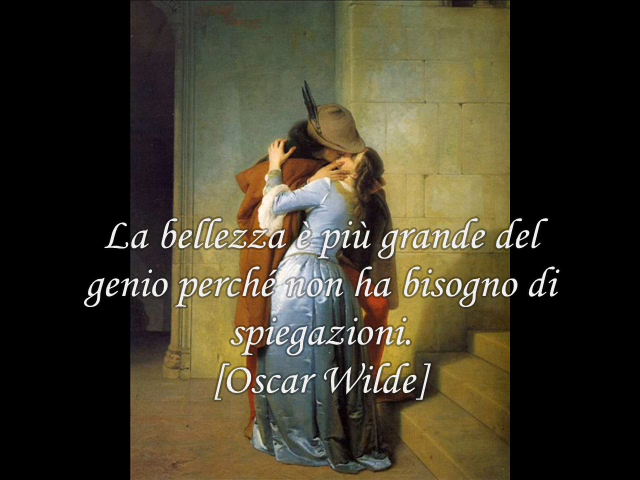 La bellezza è più grande del
genio perché non ha bisogno di
spiegazioni.
[Oscar Wilde]